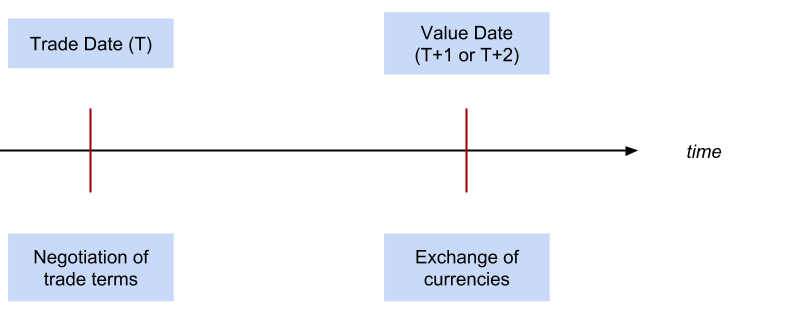 Trade Date (T)
Value Date
(T+1 or T+2)
time
Negotiation of
trade terms
Exchange of
currencies